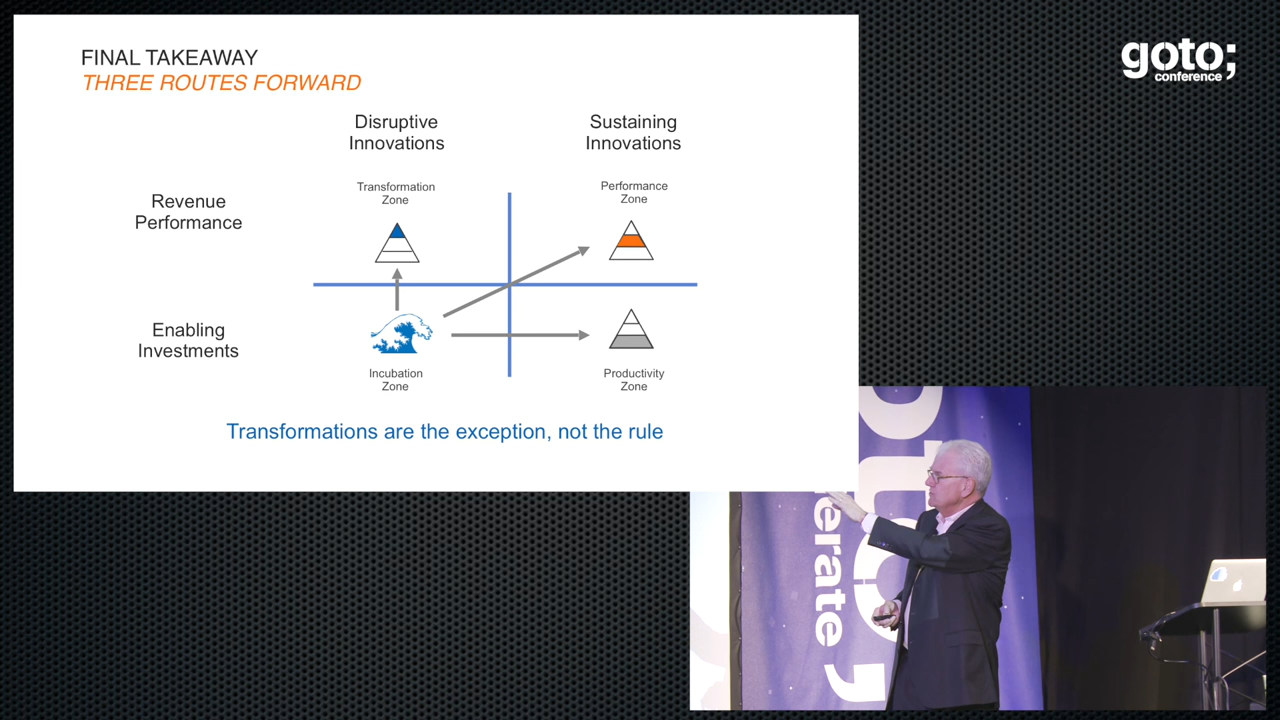 FINAL TAKEAWAY
THREE ROUTES FORWARD
Disruptive
Innovations
Sustaining
Innovations
Transformation
Zone
Performance
Zone
Revenue
Performance
Enabling
Investments
Incubation
Zone
Productivity
Zone
Transformations are the exception, not the rule
goto;
conference
erate